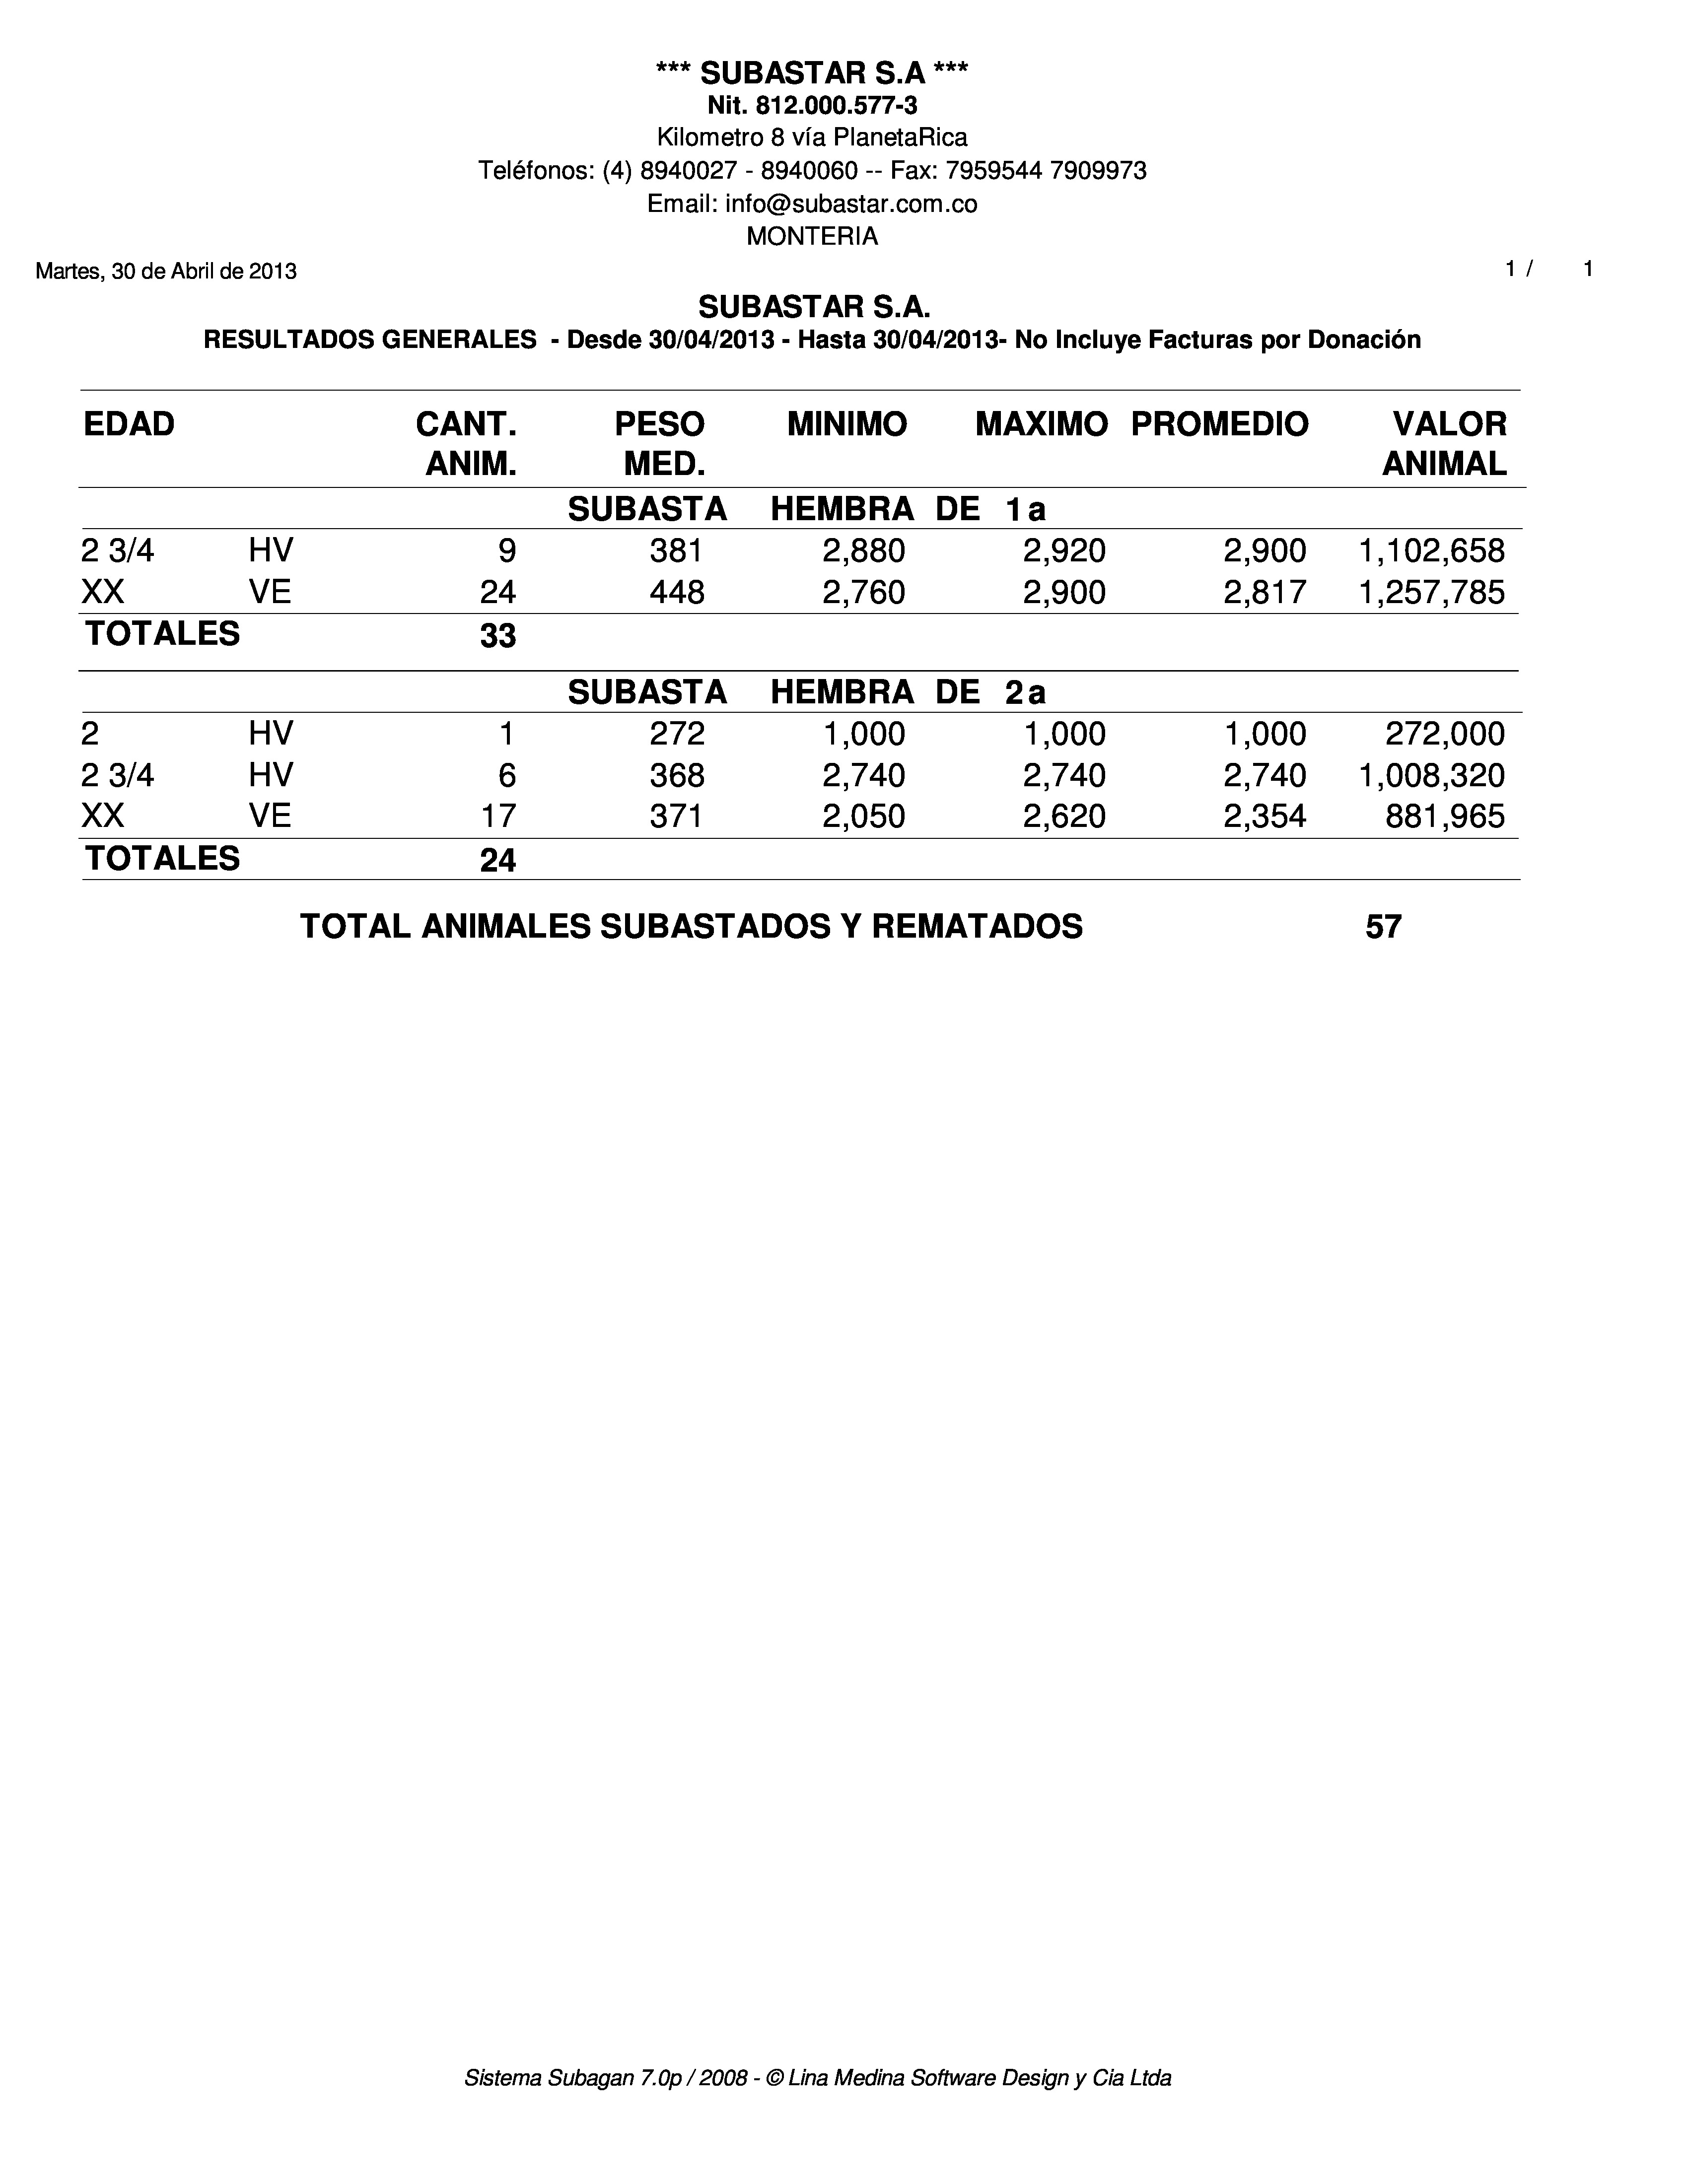 *** SUBASTAR S.A ***
Nit. 812.000.577-3
Kilometro 8 vía PlanetaRica
Teléfonos: (4) 8940027 - 8940060 -- Fax: 7959544 7909973
Email: info@subastar.com.co
MONTERIA
Martes, 30 de Abril de 2013 1 / 1
SUBASTAR S.A.
RESULTADOS GENERALES - Desde 30/04/2013 - Hasta 30/04/2013- No Incluye Facturas por Donación
EDAD CANT. PESO MINIMO MAXIMO PROMEDIO VALOR
ANIM. MED. ANIMAL
SUBASTA HEMBRA DE 1a
2 3/4 HV 9 381 2,880 2,920 2,900 1,102,658
XX VE 24 448 2,760 2,900 2,817 1,257,785
TOTALES 33
SUBASTA HEMBRA DE 2a
2 HV 1 272 1,000 1,000 1,000 272,000
2 3/4 HV 6 368 2,740 2,740 2,740 1,008,320
XX VE 17 371 2,050 2,620 2,354 881,965
TOTALES 24
TOTAL ANIMALES SUBASTADOS Y REMATADOS 57
Sistema Subagan 7.0p / 2008 - © Lina Medina Software Design y Cia Ltda